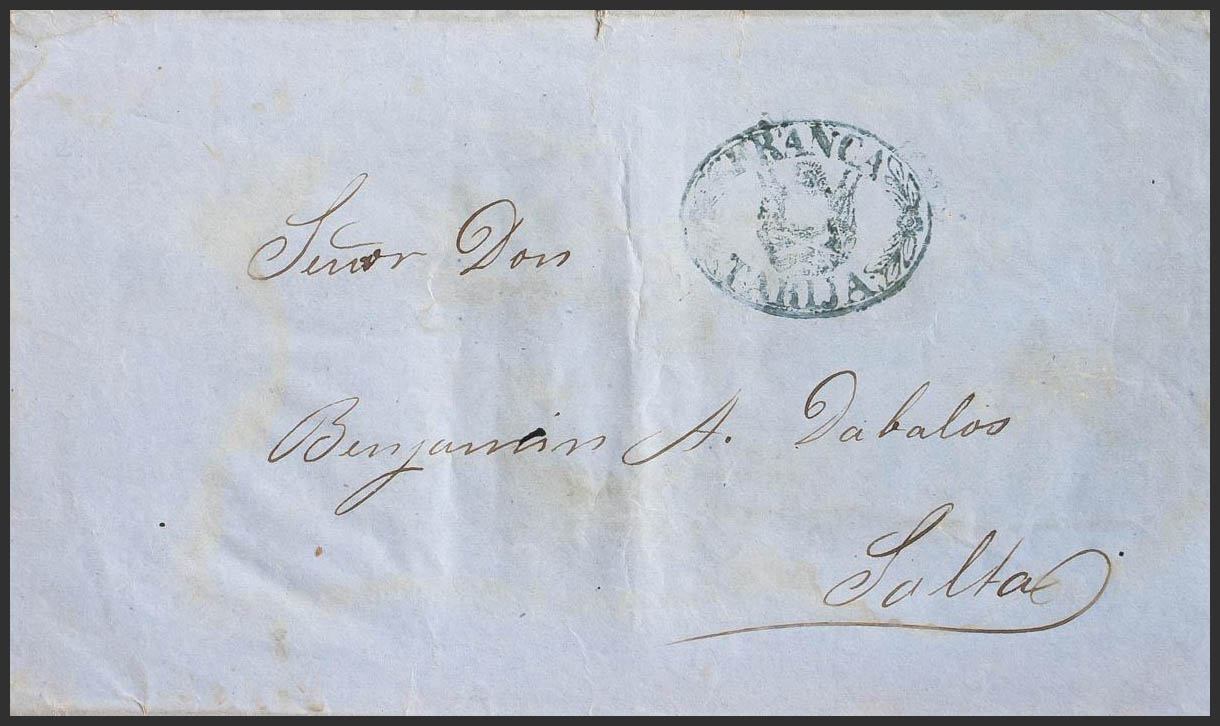 FRANCA
TARIJA
Señor Don
Benjamin A. Dabalos
Salta